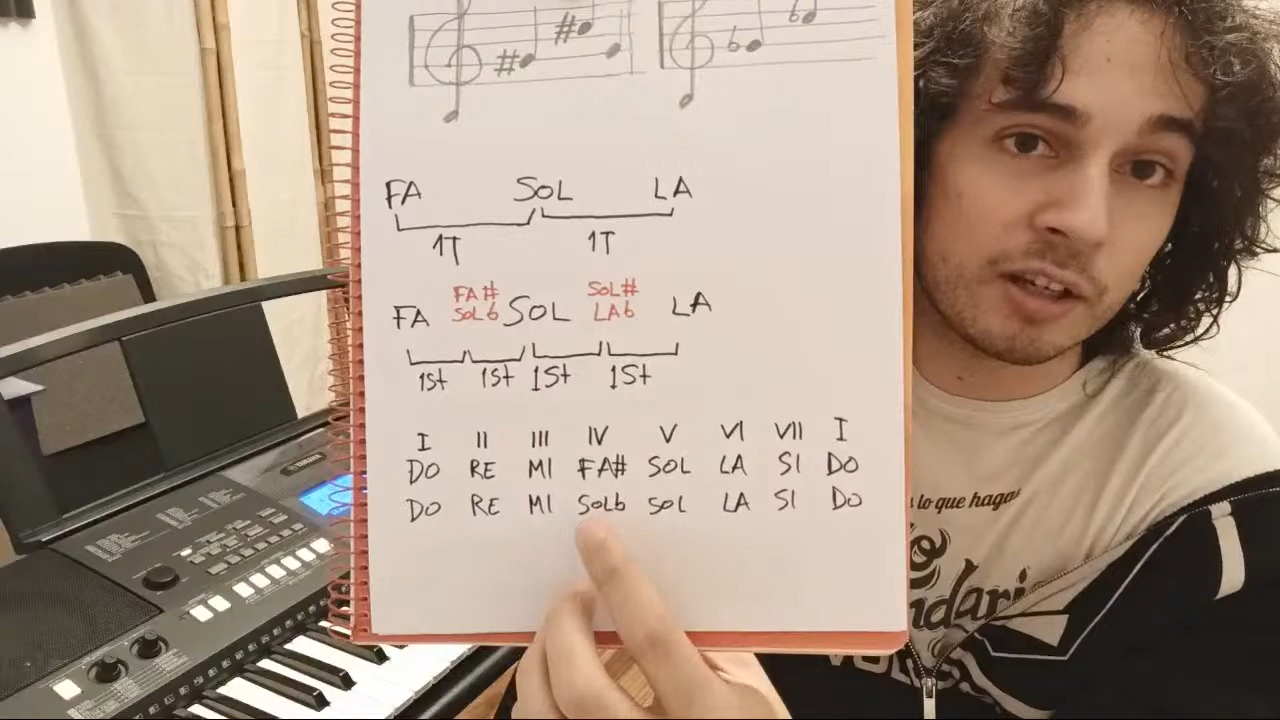 # #
b b
FA SOL LA
1T 1T
FA# SOL#
FA SOLb SOL LAb LA
1St 1St 1St 1St
I II III IV V VI VII I
DO RE MI FA# SOL LA SI DO
DO RE MI SOLb SOL LA SI DO
YAMAHA
lo que hagas